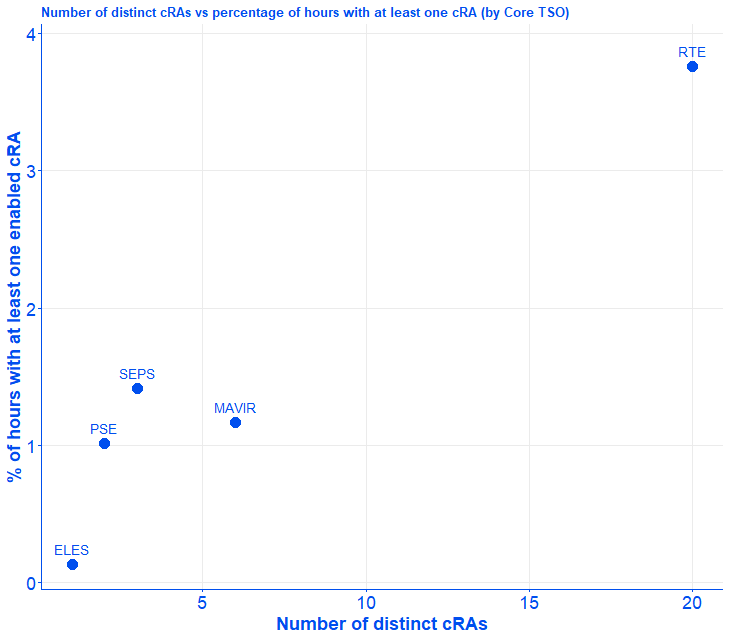 Number of distinct cRAs vs percentage of hours with at least one cRA (by Core TSO)
% of hours with at least one enabled cRA
4
3
2
1
0
RTE
SEPS
MAVIR
PSE
ELES
5
10
15
20
Number of distinct cRAs